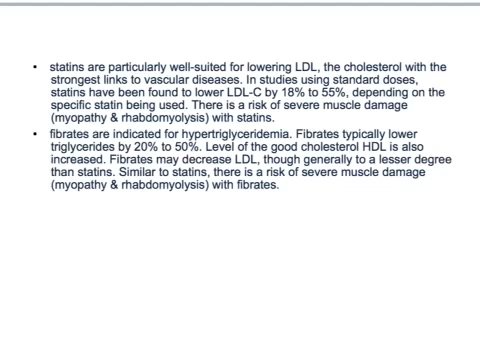 • statins are particularly well-suited for lowering LDL, the cholesterol with the
strongest links to vascular diseases. In studies using standard doses,
statins have been found to lower LDL-C by 18% to 55%, depending on the
specific statin being used. There is a risk of severe muscle damage
(myopathy & rhabdomyolysis) with statins.
• fibrates are indicated for hypertriglyceridemia. Fibrates typically lower
triglycerides by 20% to 50%. Level of the good cholesterol HDL is also
increased. Fibrates may decrease LDL, though generally to a lesser degree
than statins. Similar to statins, there is a risk of severe muscle damage
(myopathy & rhabdomyolysis) with fibrates.